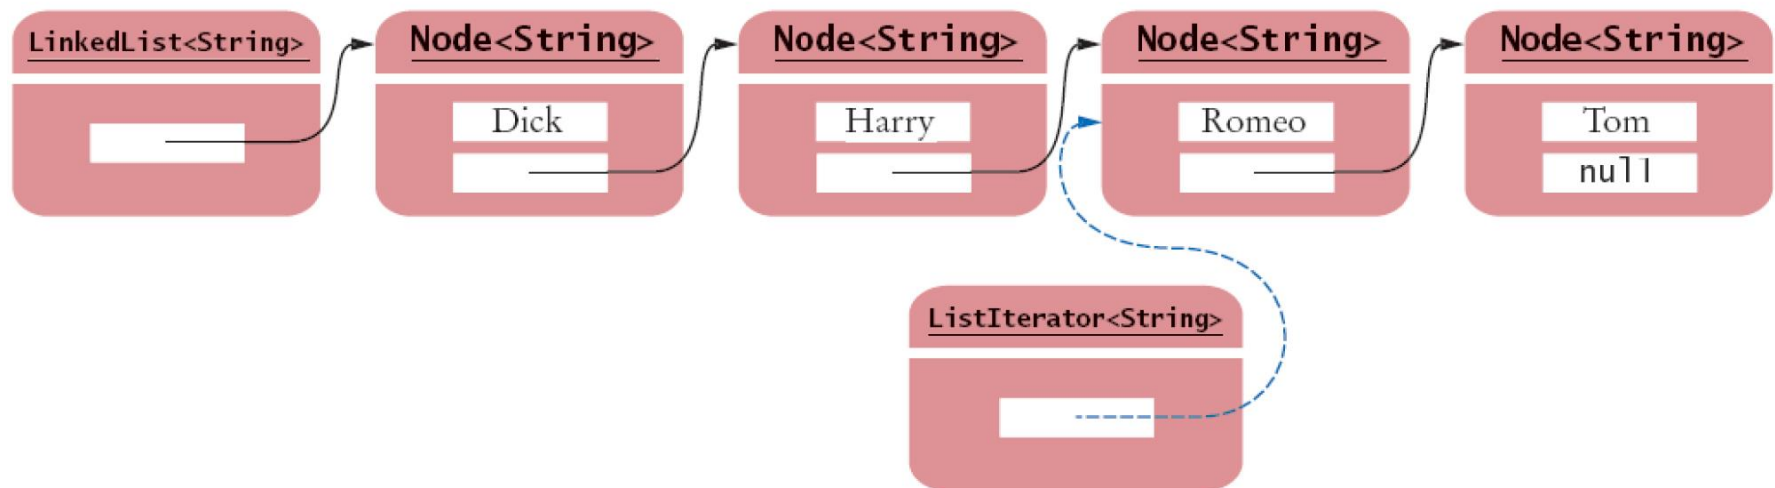 LinkedList<String>
Node<String>
Node<String>
Node<String>
Node<String>
Dick
Harry
Romeo
Tom
null
ListIterator<String>